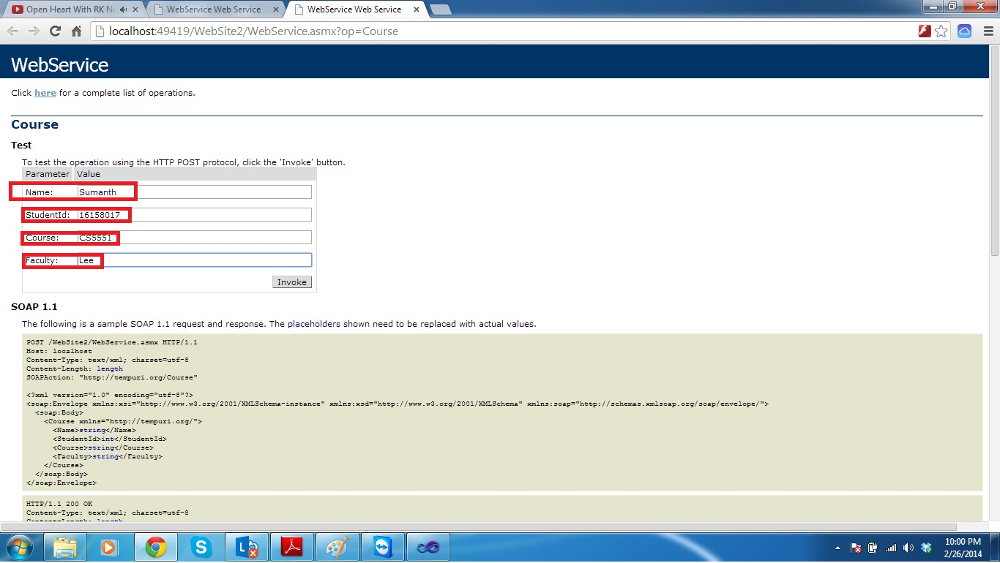 Open Heart With RK Na
WebService Web Service
WebService Web Service
localhost:49419/WebSite2/WebService.asmx?op=Course
WebService
Click here for a complete list of operations.
Course
Test
To test the operation using the HTTP POST protocol, click the 'Invoke' button.
Parameter Value
Name: Sumanth
StudentId: 16158017
Course: CS5551
Faculty: Lee
Invoke
SOAP 1.1
The following is a sample SOAP 1.1 request and response. The placeholders shown need to be replaced with actual values.
POST /WebSite2/WebService.asmx HTTP/1.1
Host: localhost
Content-Type: text/xml; charset=utf-8
Content-Length: length
SOAPAction: "http://tempuri.org/Course"
<?xml version="1.0" encoding="utf-8"?>
<soap:Envelope xmlns:xsi="http://www.w3.org/2001/XMLSchema-instance" xmlns:xsd="http://www.w3.org/2001/XMLSchema" xmlns:soap="http://schemas.xmlsoap.org/soap/envelope/">
<soap:Body>
<Course xmlns="http://tempuri.org/">
<Name>string</Name>
<StudentId>int</StudentId>
<Course>string</Course>
<Faculty>string</Faculty>
</Course>
</soap:Body>
</soap:Envelope>
HTTP/1.1 200 OK
Content-Type: text/xml; charset=utf-8
Content-Length: length
10:00 PM
2/26/2014